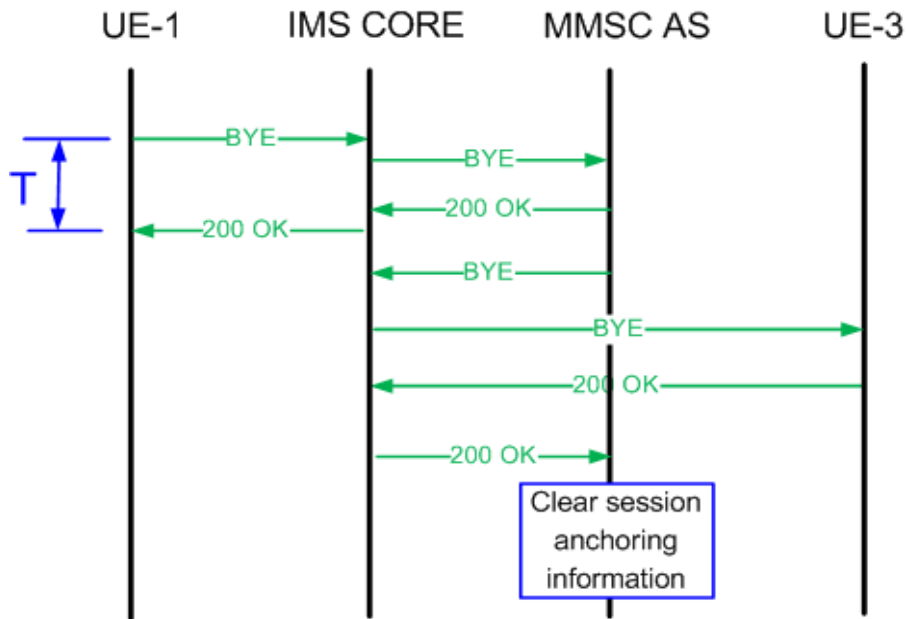 UE-1 IMS CORE MMSC AS UE-3
BYE
BYE
T
200 OK
200 OK
BYE
BYE
200 OK
200 OK
Clear session
anchoring
information